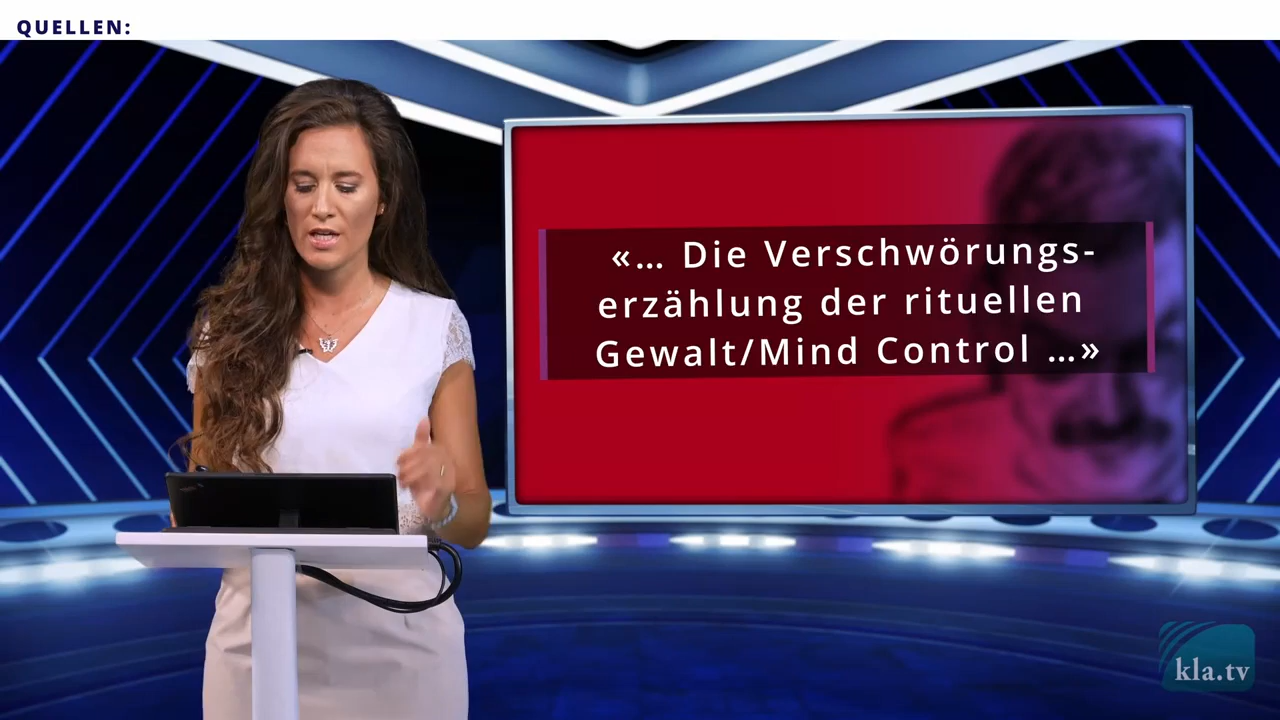 QUELLEN:
«… Die Verschwörungs-
erzählung der rituellen
Gewalt/Mind Control …»
kla.tv